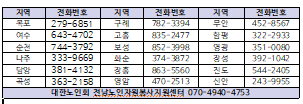 지역 전화번호 지역 전화번호 지역 전화번호
목포 279-6851 구례 782-3394 무안 452-8567
여수 643-4702 고흥 835-2477 함평 322-2933
순천 744-3792 보성 852-3998 영광 351-0080
나주 333-9669 화순 374-3872 장성 392-1042
담양 381-4132 장흥 863-5560 진도 544-2405
곡성 363-2158 영암 470-2513 신안 243-9955
대한노인회 전남노인자원봉사지원센터 070-4940-4753